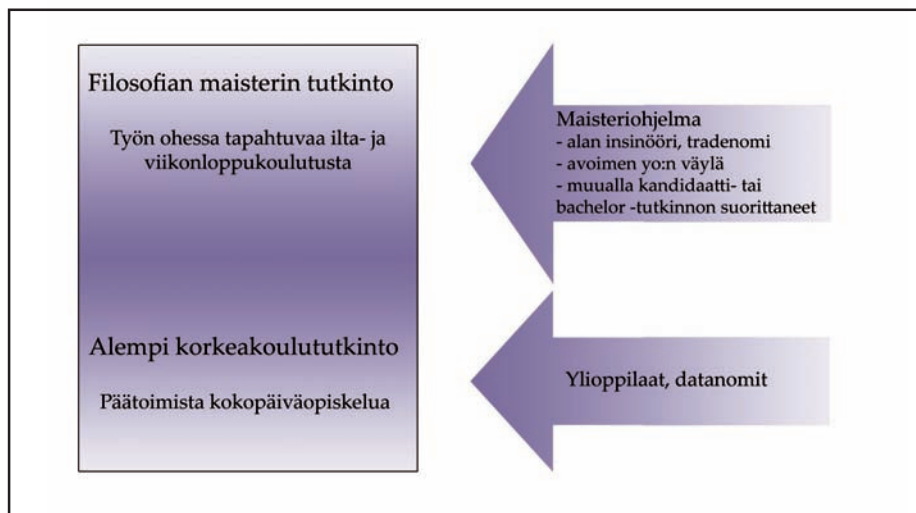 Filosofian maisterin tutkinto
Työn ohessa tapahtuvaa ilta- ja
viikonloppukoulutusta
Alempi korkeakoulututkinto
Päätoimista kokopäiväopiskelua
Maisteriohjelma
- alan insinööri, tradenomi
- avoimen yo:n väylä
- muualla kandidaatti- tai
bachelor -tutkinnon suorittaneet
Ylioppilaat, datanomit